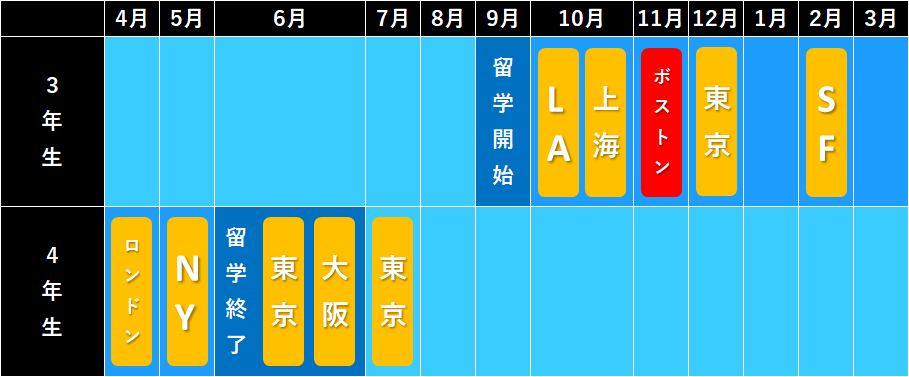 4月 5月 6月 7月 8月 9月 10月 11月 12月 1月 2月 3月
3年生
留学開始
LA
上海
ボストン
東京
SF
4年生
ロンドン
NY
留学終了
東京
大阪
東京